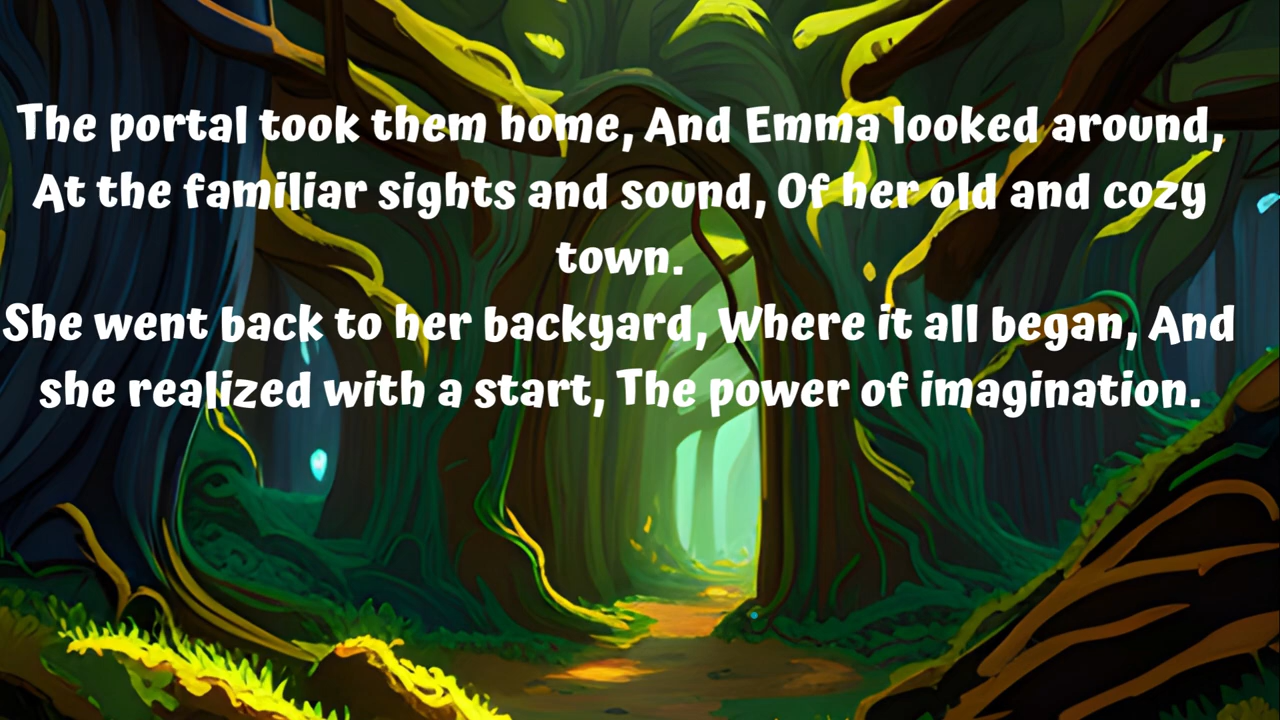 The portal took them home, And Emma looked around,
At the familiar sights and sound, Of her old and cozy
town.
She went back to her backyard, Where it all began, And
she realized with a start, The power of imagination.